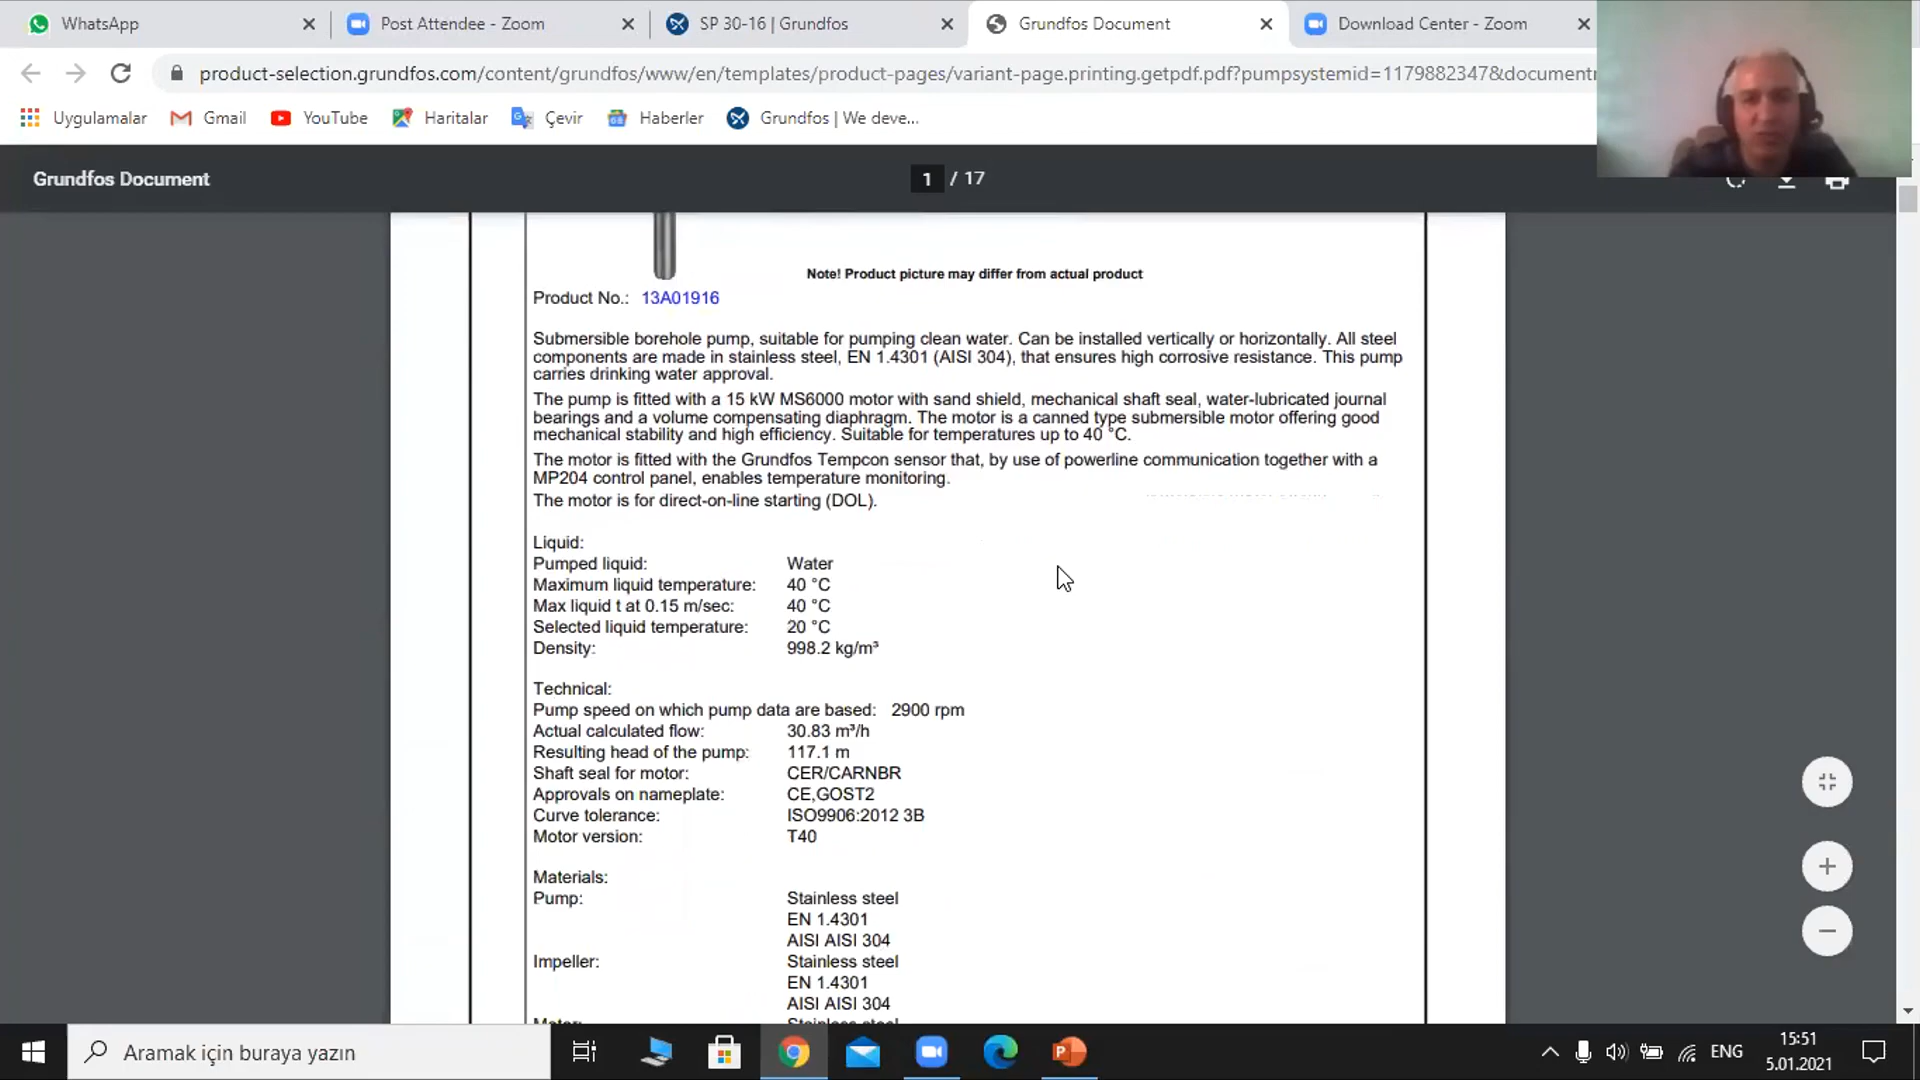 WhatsApp
Post Attendee - Zoom
SP 30-16 | Grundfos
Grundfos Document
Download Center - Zoom
product-selection.grundfos.com/content/grundfos/www/en/templates/product-pages/variant-page.printing.getpdf.pdf?pumpsystemid=1179882347&document
Uygulamalar
Gmail
YouTube
Haritalar
Çevir
Haberler
Grundfos | We deve...
Grundfos Document
1 / 17
Note! Product picture may differ from actual product
Product No.: 13A01916
Submersible borehole pump, suitable for pumping clean water. Can be installed vertically or horizontally. All steel
components are made in stainless steel, EN 1.4301 (AISI 304), that ensures high corrosive resistance. This pump
carries drinking water approval.
The pump is fitted with a 15 kW MS6000 motor with sand shield, mechanical shaft seal, water-lubricated journal
bearings and a volume compensating diaphragm. The motor is a canned type submersible motor offering good
mechanical stability and high efficiency. Suitable for temperatures up to 40 °C.
The motor is fitted with the Grundfos Tempcon sensor that, by use of powerline communication together with a
MP204 control panel, enables temperature monitoring.
The motor is for direct-on-line starting (DOL).
Liquid:
Pumped liquid: Water
Maximum liquid temperature: 40 °C
Max liquid t at 0.15 m/sec: 40 °C
Selected liquid temperature: 20 °C
Density: 998.2 kg/m³
Technical:
Pump speed on which pump data are based: 2900 rpm
Actual calculated flow: 30.83 m³/h
Resulting head of the pump: 117.1 m
Shaft seal for motor: CER/CARNBR
Approvals on nameplate: CE,GOST2
Curve tolerance: ISO9906:2012 3B
Motor version: T40
Materials:
Pump: Stainless steel
EN 1.4301
AISI AISI 304
Impeller: Stainless steel
EN 1.4301
AISI AISI 304
Motor: Stainless steel
Aramak için buraya yazın
ENG
15:51
5.01.2021